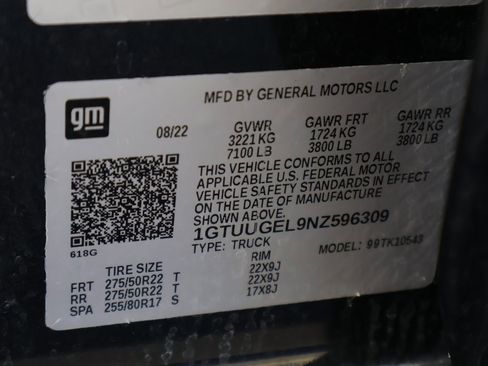 gm
MFD BY GENERAL MOTORS LLC
08/22
GVWR GAWR FRT GAWR RR
3221 KG 1724 KG 1724 KG
7100 LB 3800 LB 3800 LB
THIS VEHICLE CONFORMS TO ALL
APPLICABLE U.S. FEDERAL MOTOR
VEHICLE SAFETY STANDARDS IN EFFECT
ON THE DATE OF MANUFACTURE
SHOWN ABOVE.
1GTUUGEL9NZ596309
TYPE: TRUCK MODEL: 99TK10543
618G
TIRE SIZE RIM
FRT 275/50R22 T 22X9J
RR 275/50R22 T 22X9J
SPA 255/80R17 S 17X8J